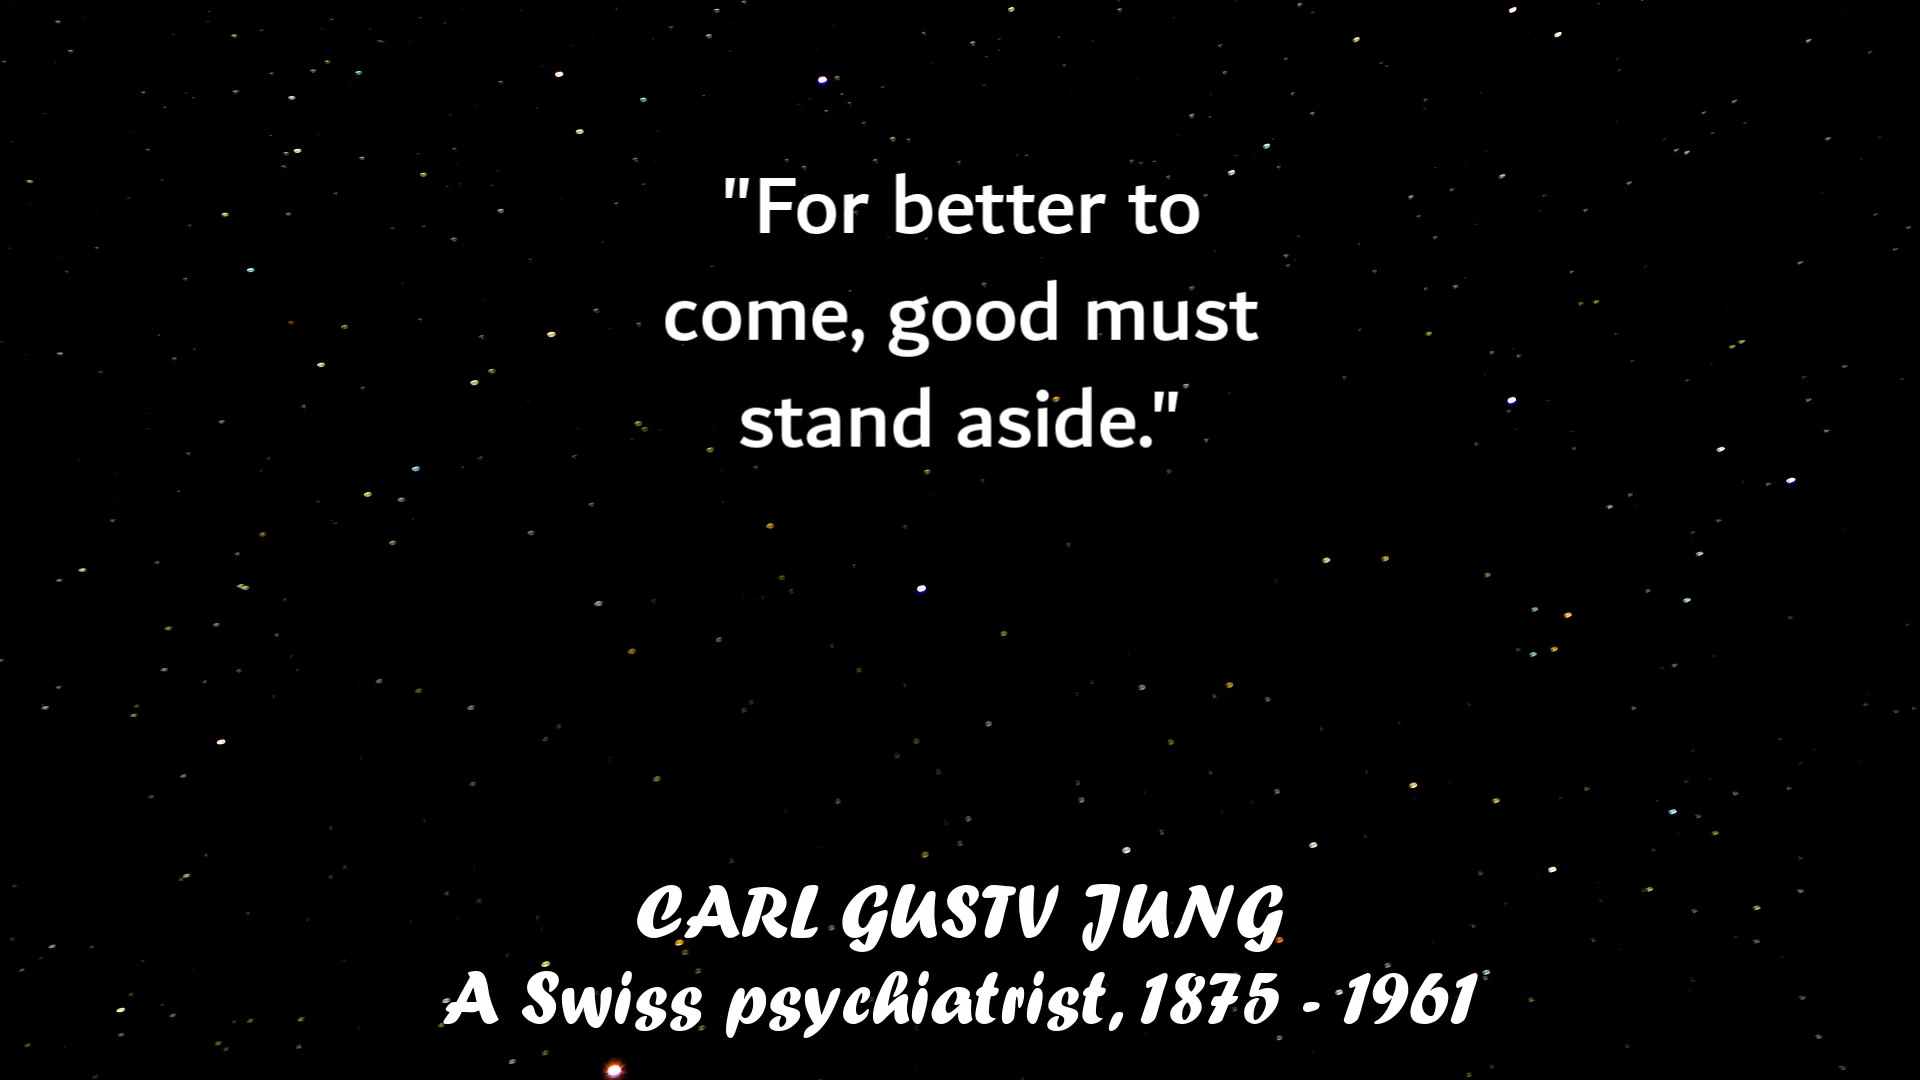 "For better to
come, good must
stand aside."
CARL GUSTV JUNG
A Swiss psychiatrist, 1875 - 1961